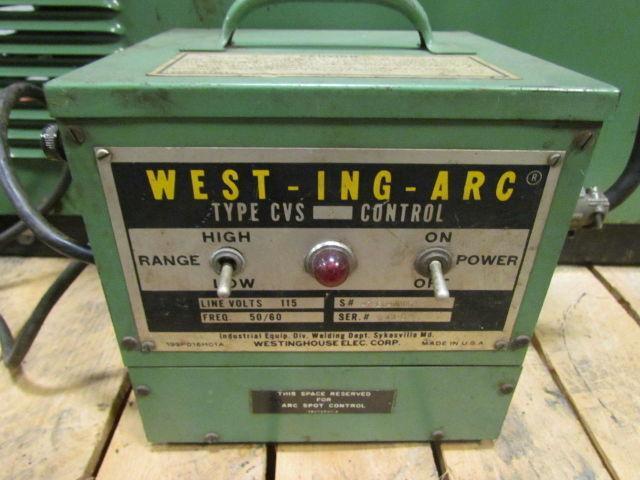 WEST-ING-ARC ®
TYPE CVS CONTROL
HIGH ON
RANGE POWER
LOW OFF
LINE VOLTS 115 S#
FREQ. 50/60 SER.#
Industrial Equip. Div. Welding Dept. Sykesville Md.
WESTINGHOUSE ELEC. CORP. MADE IN U.S.A.
THIS SPACE RESERVED
FOR
ARC SPOT CONTROL